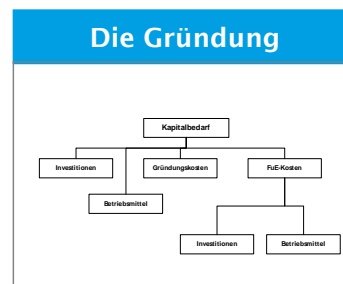 Die Gründung
Kapitalbedarf
Investitionen
Gründungskosten
FuE-Kosten
Betriebsmittel
Investitionen
Betriebsmittel